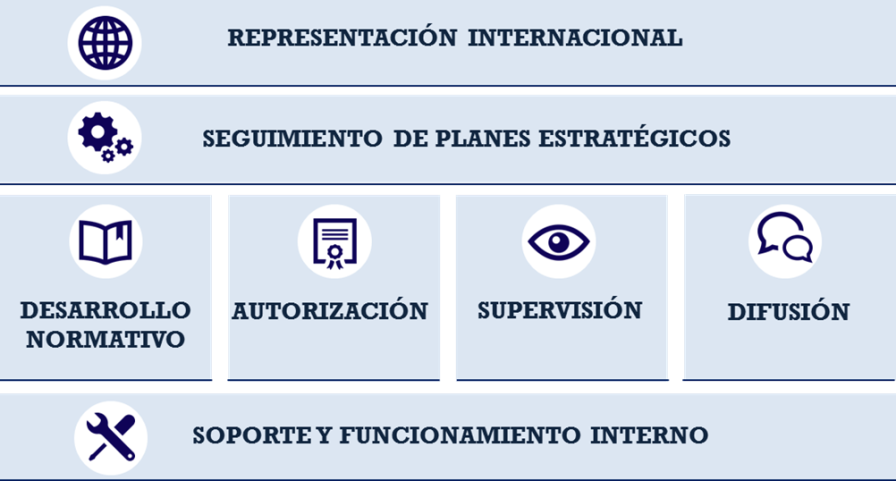 REPRESENTACIÓN INTERNACIONAL
SEGUIMIENTO DE PLANES ESTRATÉGICOS
DESARROLLO
NORMATIVO
AUTORIZACIÓN
SUPERVISIÓN
DIFUSIÓN
SOPORTE Y FUNCIONAMIENTO INTERNO